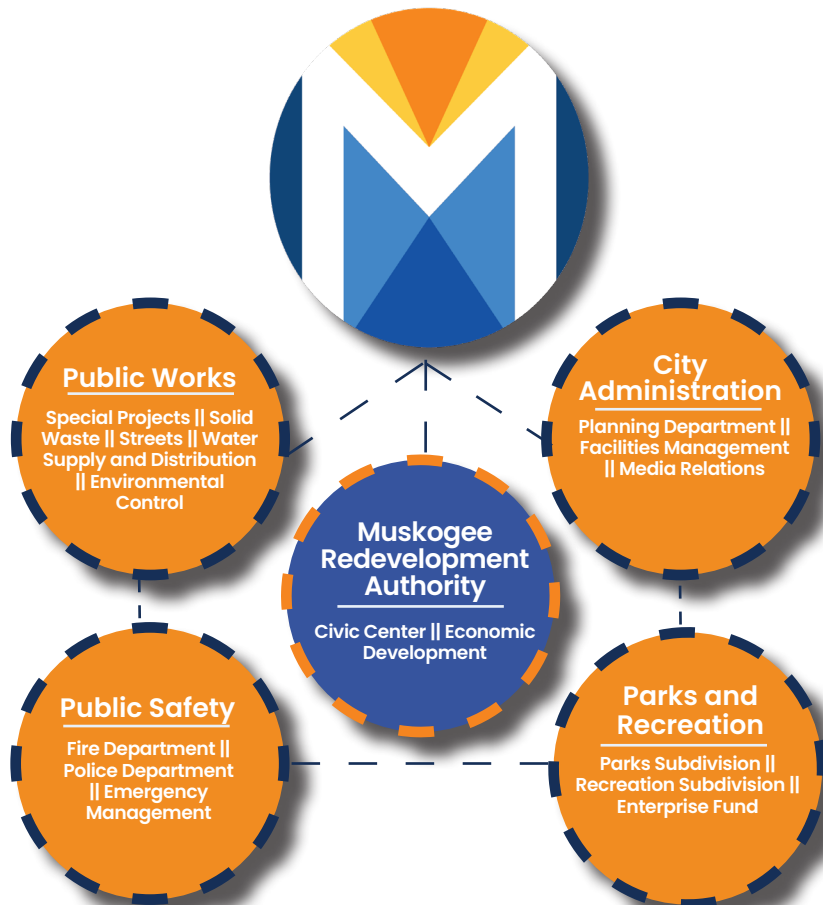 Public Works
Special Projects || Solid
Waste || Streets || Water
Supply and Distribution
|| Environmental
Control
City
Administration
Planning Department ||
Facilities Management
|| Media Relations
Muskogee
Redevelopment
Authority
Civic Center || Economic
Development
Public Safety
Fire Department ||
Police Department
|| Emergency
Management
Parks and
Recreation
Parks Subdivision ||
Recreation Subdivision ||
Enterprise Fund